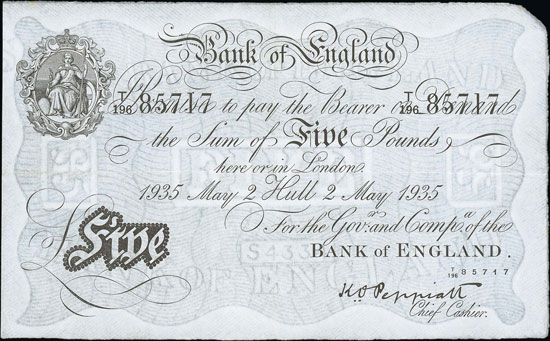 Bank of England
T/196 85717 T/196 85717
I Promise to pay the Bearer on Demand
the Sum of Five Pounds
here or in London.
1935 May 2 Hull 2 May 1935
For the Govr. and Compa. of the
BANK OF ENGLAND.
£Five
T/196 85717
K.O. Peppiatt
Chief Cashier.